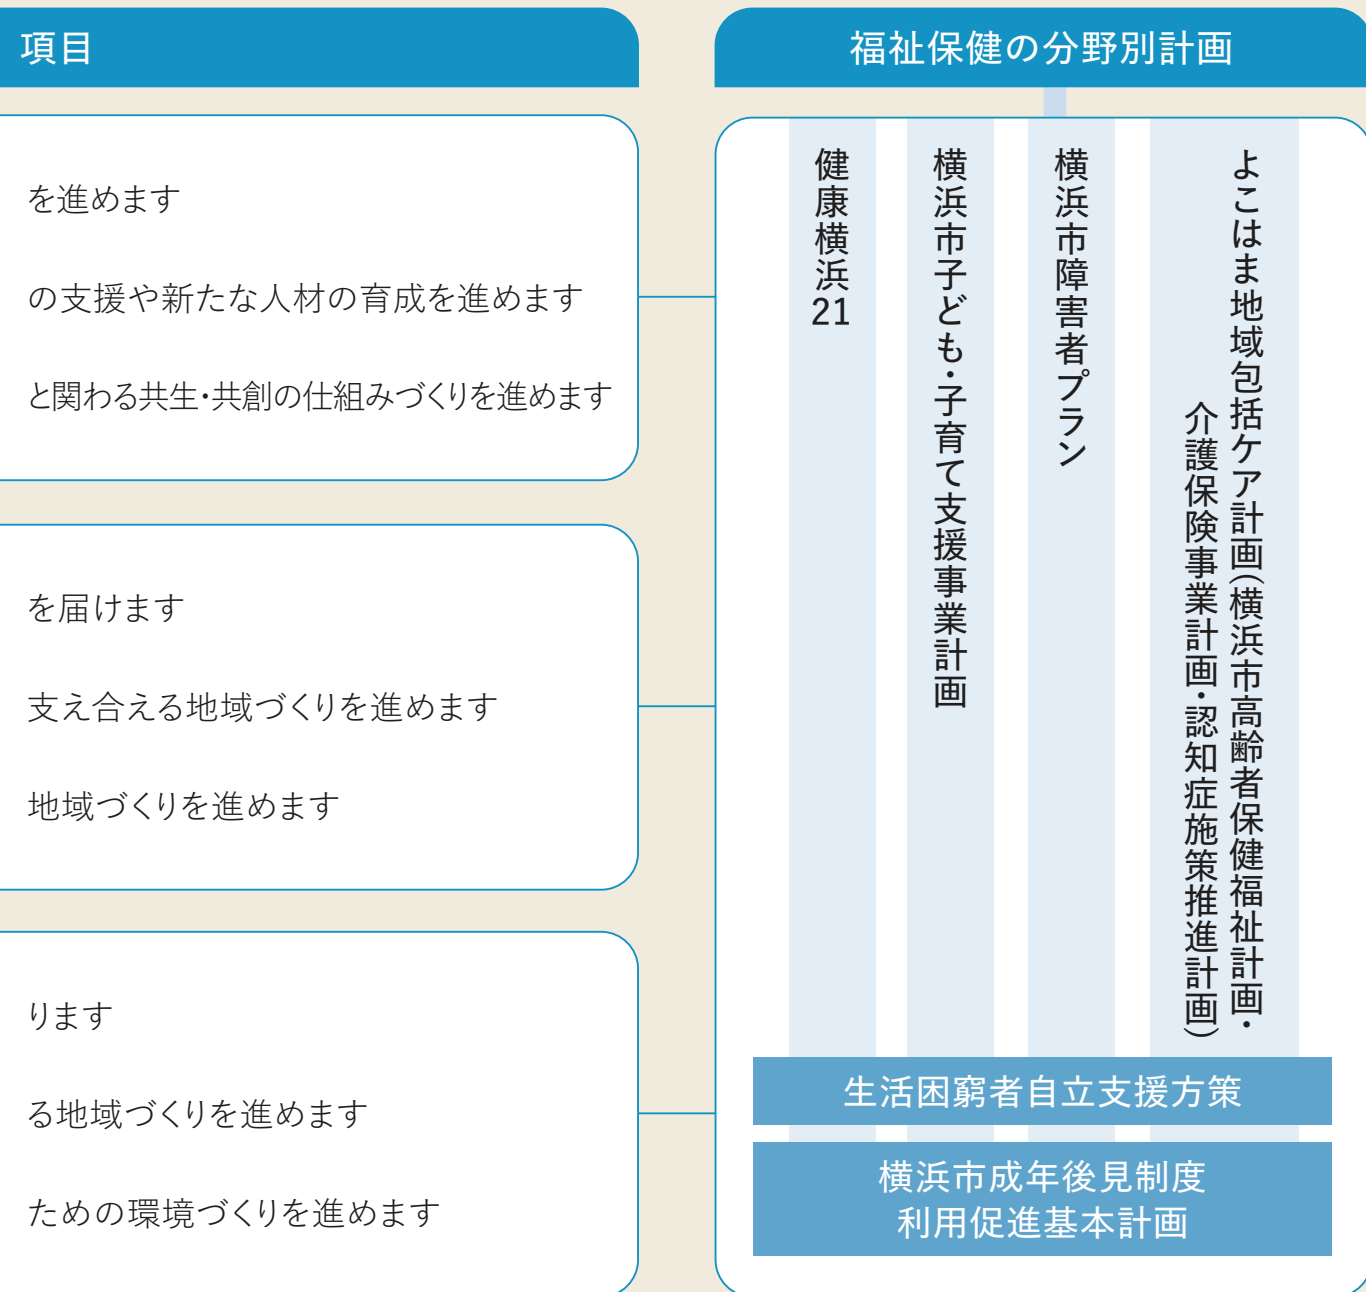 項目
を進めます
の支援や新たな人材の育成を進めます
と関わる共生・共創の仕組みづくりを進めます
を届けます
支え合える地域づくりを進めます
地域づくりを進めます
ります
る地域づくりを進めます
ための環境づくりを進めます
福祉保健の分野別計画
よこはま地域包括ケア計画(横浜市高齢者保健福祉計画・
介護保険事業計画・認知症施策推進計画)
横浜市障害者プラン
横浜市子ども・子育て支援事業計画
健康横浜21
生活困窮者自立支援方策
横浜市成年後見制度
利用促進基本計画